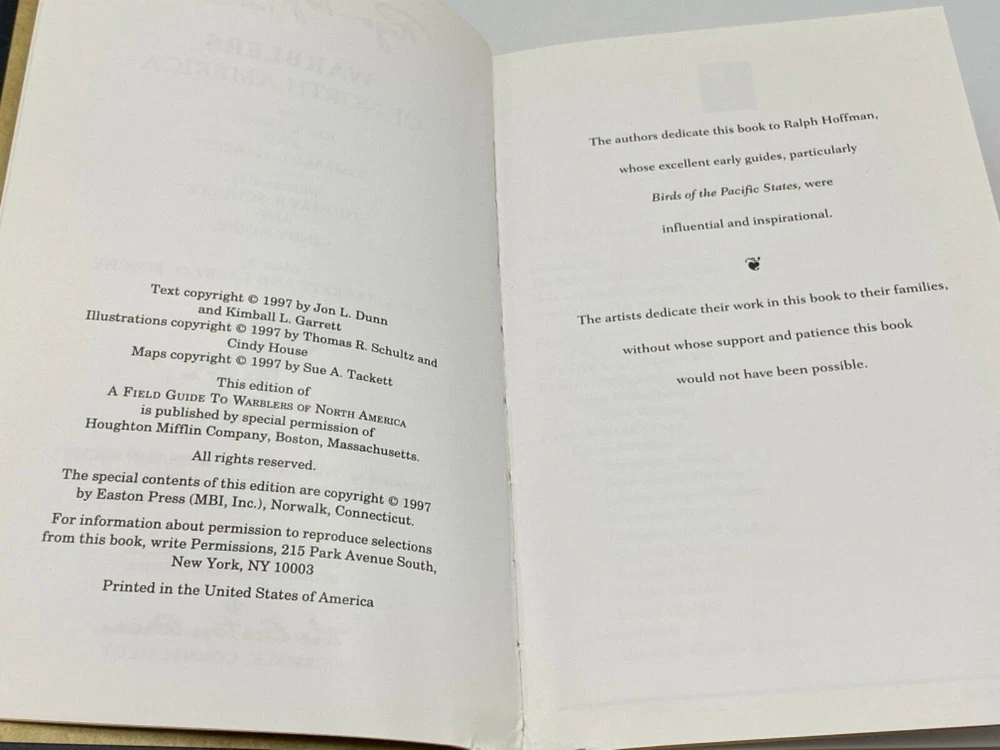 Text copyright © 1997 by Jon L. Dunn
and Kimball L. Garrett
Illustrations copyright © 1997 by Thomas R. Schultz and
Cindy House
Maps copyright © 1997 by Sue A. Tackett
This edition of
A FIELD GUIDE TO WARBLERS OF NORTH AMERICA
is published by special permission of
Houghton Mifflin Company, Boston, Massachusetts.
All rights reserved.
The special contents of this edition are copyright © 1997
by Easton Press (MBI, Inc.), Norwalk, Connecticut.
For information about permission to reproduce selections
from this book, write Permissions, 215 Park Avenue South,
New York, NY 10003
Printed in the United States of America
The authors dedicate this book to Ralph Hoffman,
whose excellent early guides, particularly
Birds of the Pacific States, were
influential and inspirational.
The artists dedicate their work in this book to their families,
without whose support and patience this book
would not have been possible.